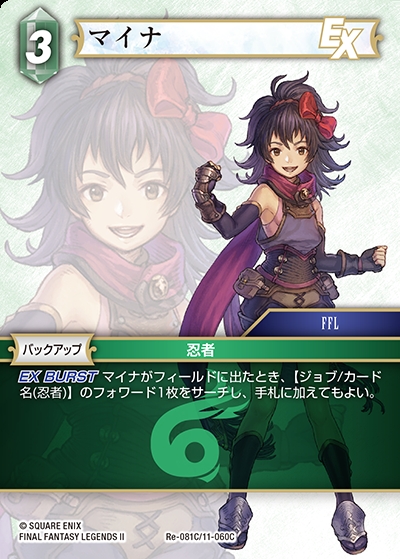 3
マイナ
EX
FFL
バックアップ
忍者
EX BURST マイナがフィールドに出たとき、【ジョブ/カード
名(忍者)】のフォワード1枚をサーチし、手札に加えてもよい。
© SQUARE ENIX
FINAL FANTASY LEGENDS II
Re-081C/11-060C